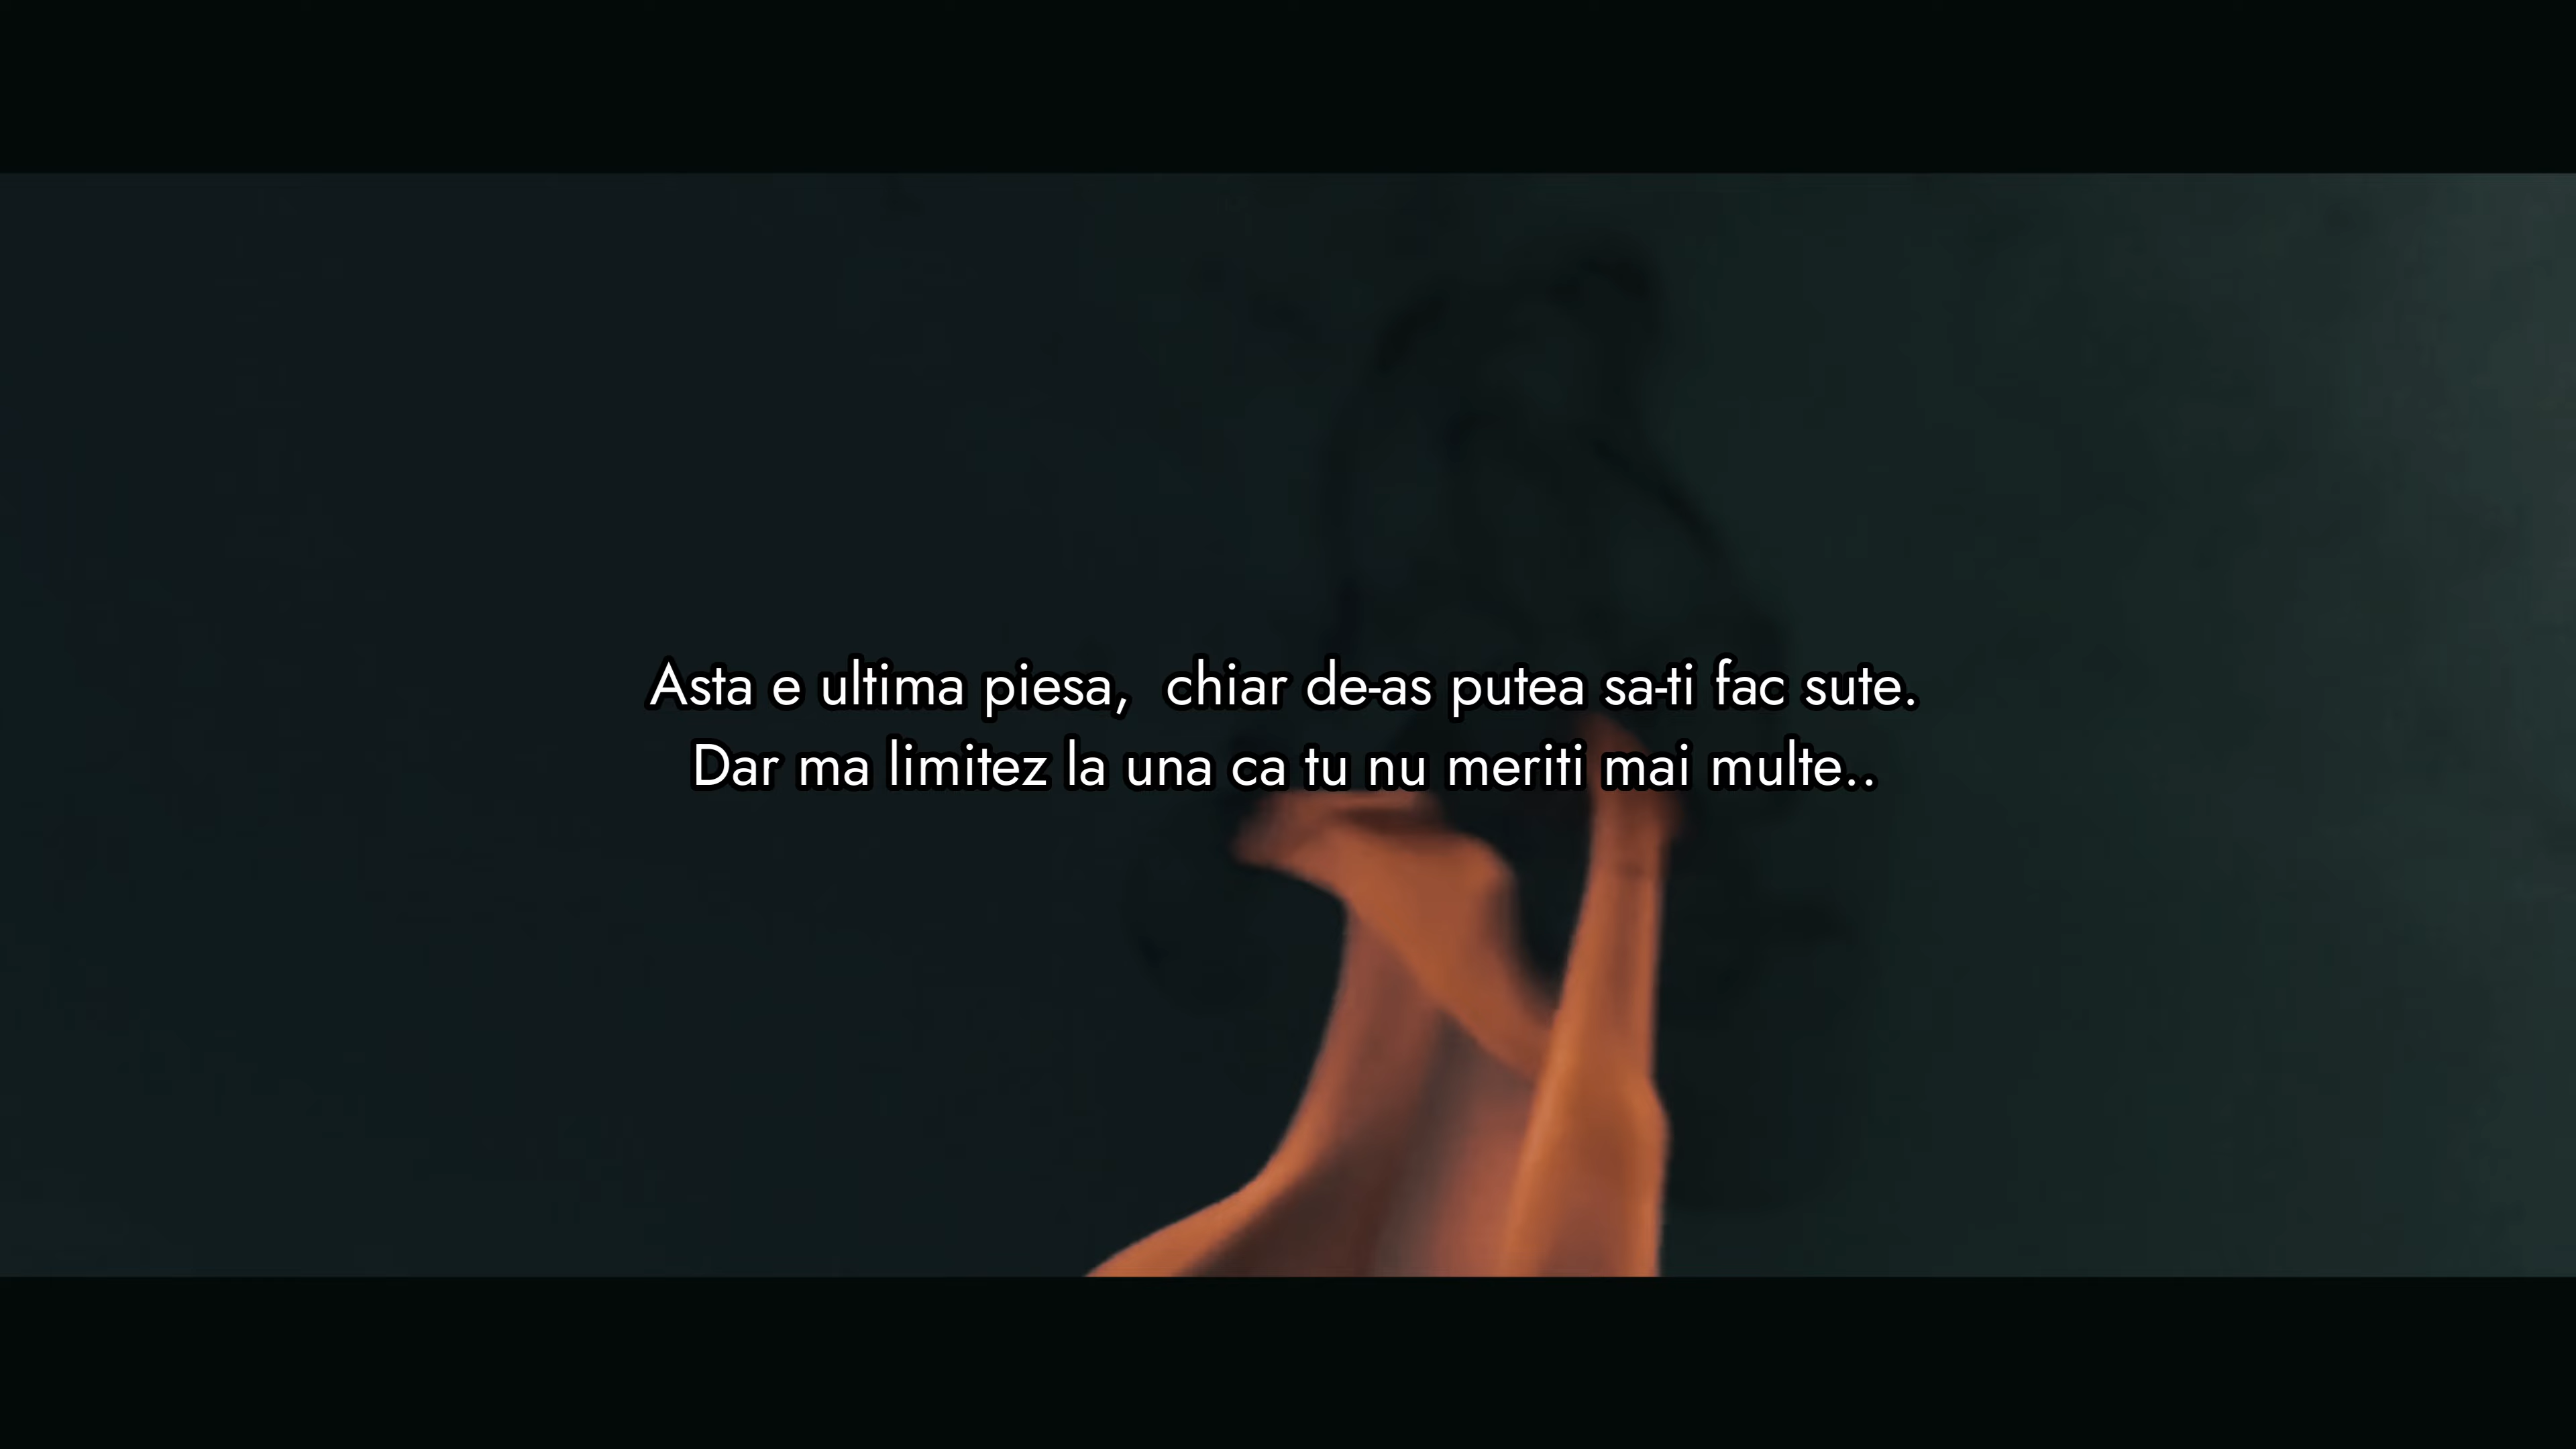 Asta e ultima piesa,  chiar de-as putea sa-ti fac sute.
Dar ma limitez la una ca tu nu meriti mai multe..